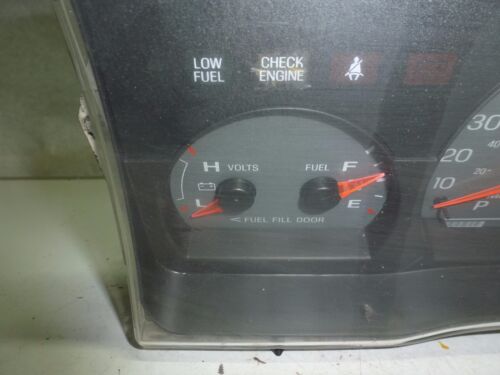 LOW
FUEL
CHECK
ENGINE
H VOLTS
L
FUEL F
E
< FUEL FILL DOOR
30
40
20
20
10
P